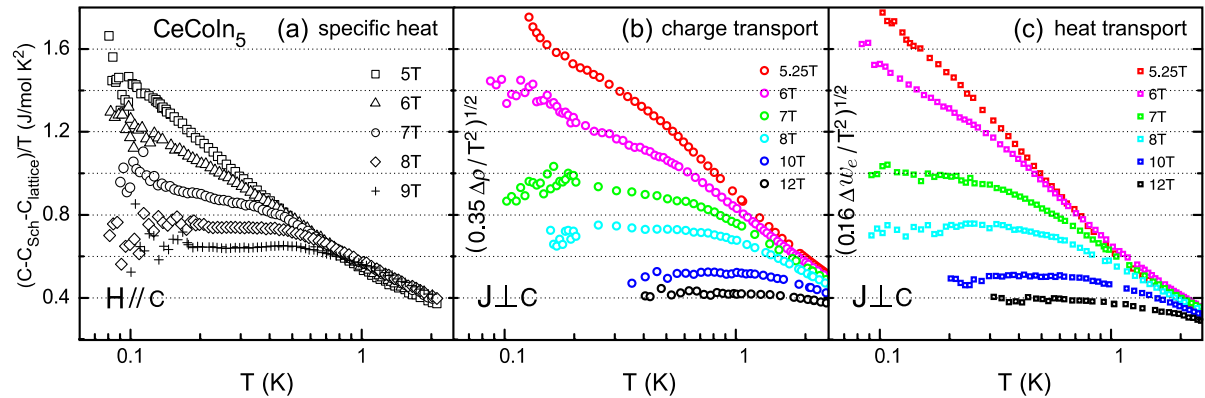 CeCoIn5 (a) specific heat
5T
6T
7T
8T
9T
H//c
(C-CSch-Clattice)/T (J/mol K2)
1.6
1.2
0.8
0.4
0.1 1
T (K)
(b) charge transport
5.25T
6T
7T
8T
10T
12T
J⊥c
(0.35 Δρ/T2)1/2
0.1 1
T (K)
(c) heat transport
5.25T
6T
7T
8T
10T
12T
J⊥c
(0.16 Δwe/T2)1/2
0.1 1
T (K)